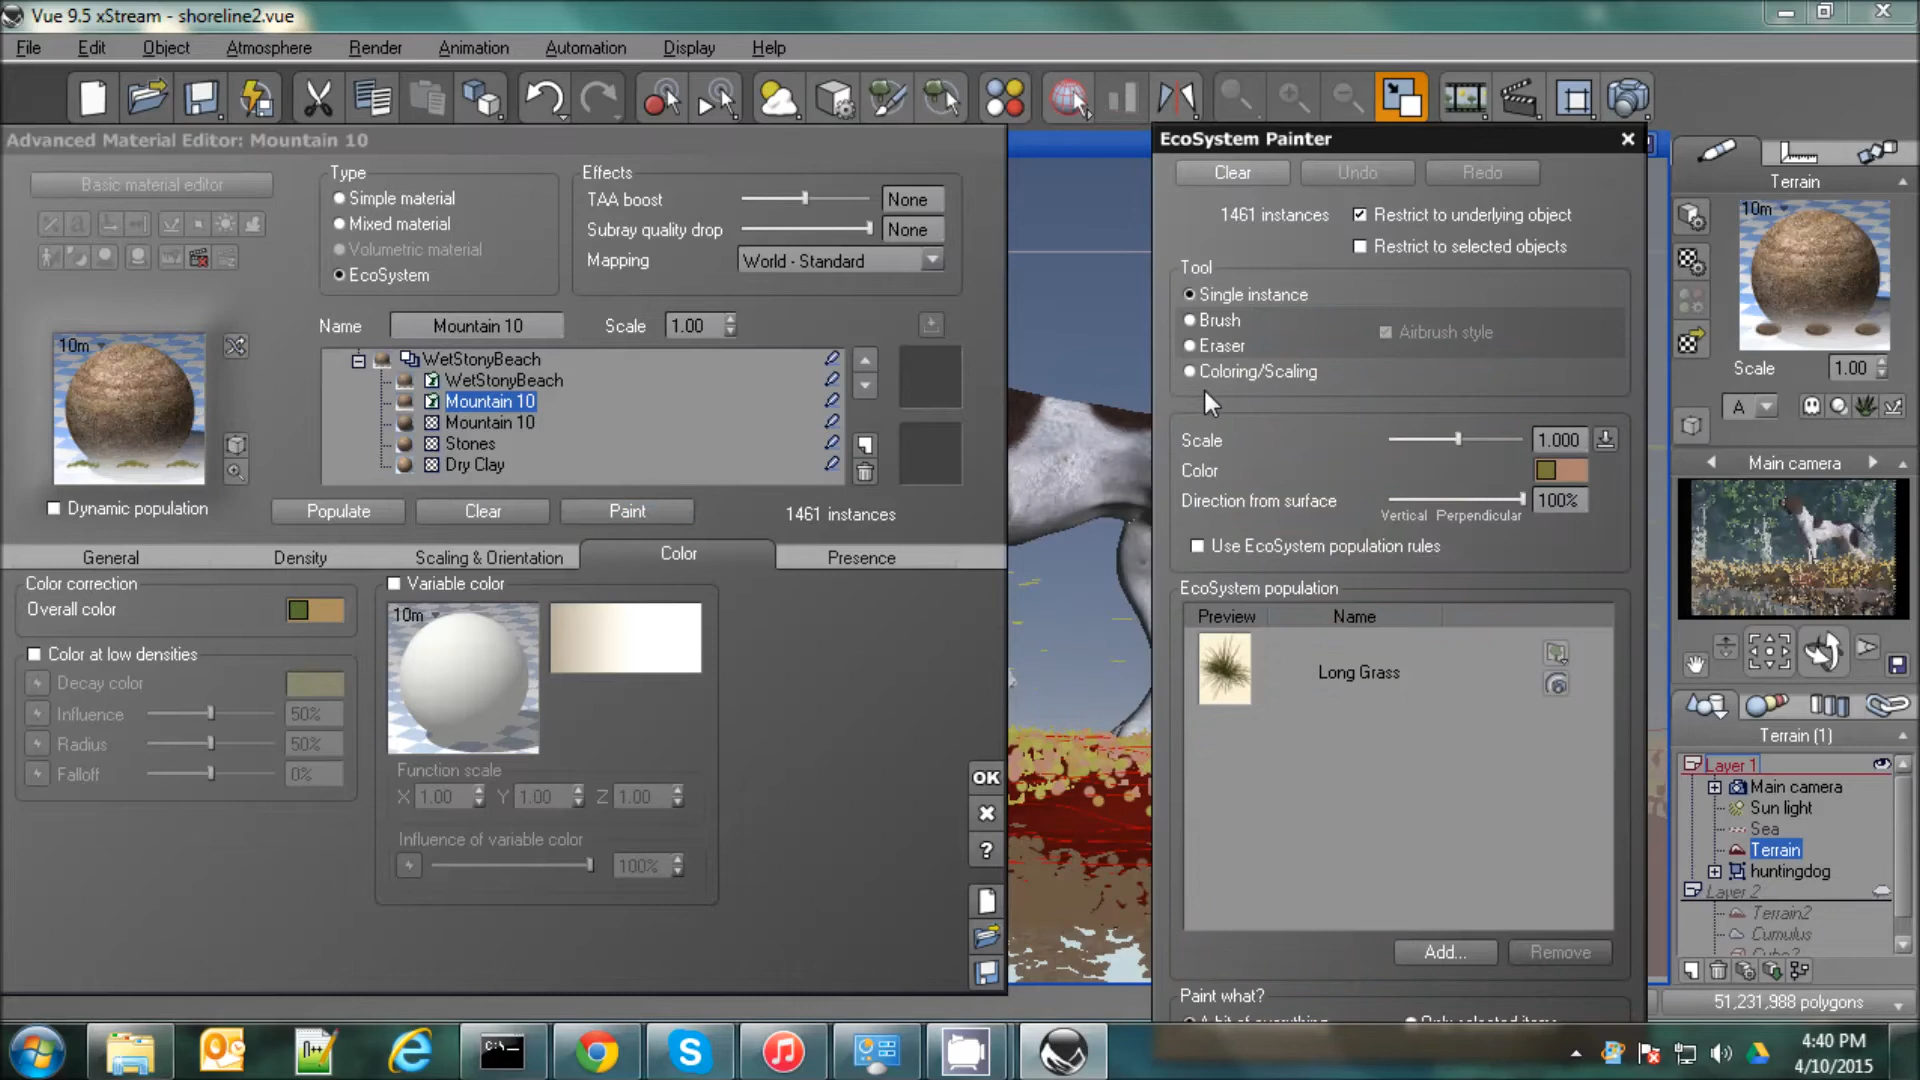 Vue 9.5 xStream - shoreline2.vue
File Edit Object Atmosphere Render Animation Automation Display Help
Advanced Material Editor: Mountain 10
Basic material editor
Type
Simple material
Mixed material
Volumetric material
EcoSystem
Effects
TAA boost None
Subray quality drop None
Mapping World - Standard
10m
Name Mountain 10 Scale 1.00
WetStonyBeach
WetStonyBeach
Mountain 10
Mountain 10
Stones
Dry Clay
Dynamic population Populate Clear Paint 1461 instances
General Density Scaling & Orientation Color Presence
Color correction
Overall color
Color at low densities
Decay color
Influence 50%
Radius 50%
Falloff 0%
Variable color
10m
Function scale
X 1.00 Y 1.00 Z 1.00
Influence of variable color
100%
OK
?
EcoSystem Painter
Clear Undo Redo
1461 instances Restrict to underlying object
Restrict to selected objects
Tool
Single instance
Brush
Airbrush style
Eraser
Coloring/Scaling
Scale 1.000
Color
Direction from surface 100%
Vertical Perpendicular
Use EcoSystem population rules
EcoSystem population
Preview Name
Long Grass
Add... Remove
Paint what?
A bit of everything Only selected items
Terrain
10m
Scale 1.00
A
Main camera
Terrain (1)
Layer 1
Main camera
Sun light
Sea
Terrain
huntingdog
Layer 2
Terrain2
Cumulus
Cube2
51,231,988 polygons
C:\
n++
4:40 PM
4/10/2015